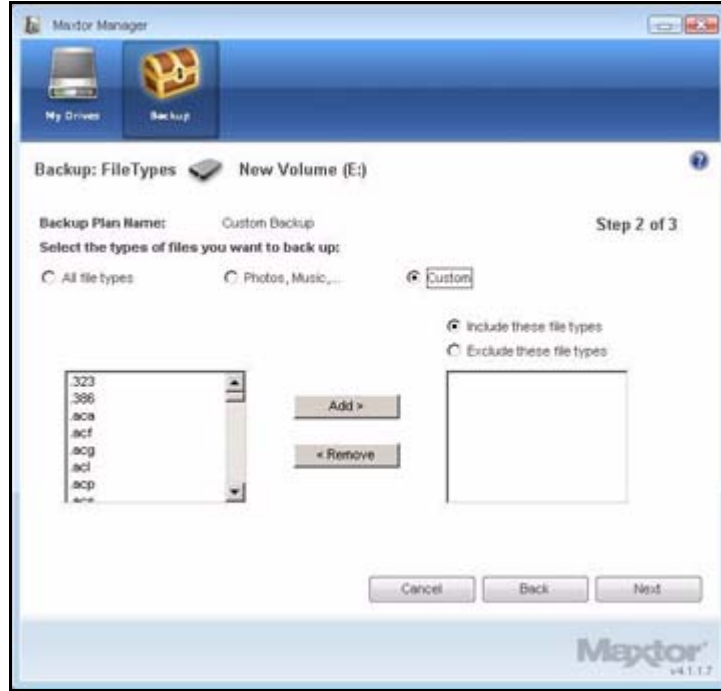 Maxtor Manager
My Drives
Backup
Backup: FileTypes New Volume (E:)
Backup Plan Name: Custom Backup
Step 2 of 3
Select the types of files you want to back up:
All file types Photos, Music,... Custom
Include these file types
Exclude these file types
.323
.386
.aca
.acf
.acg
.acl
.acp
.acs
Add >
< Remove
Cancel Back Next
Maxtor
v4.1.1.7